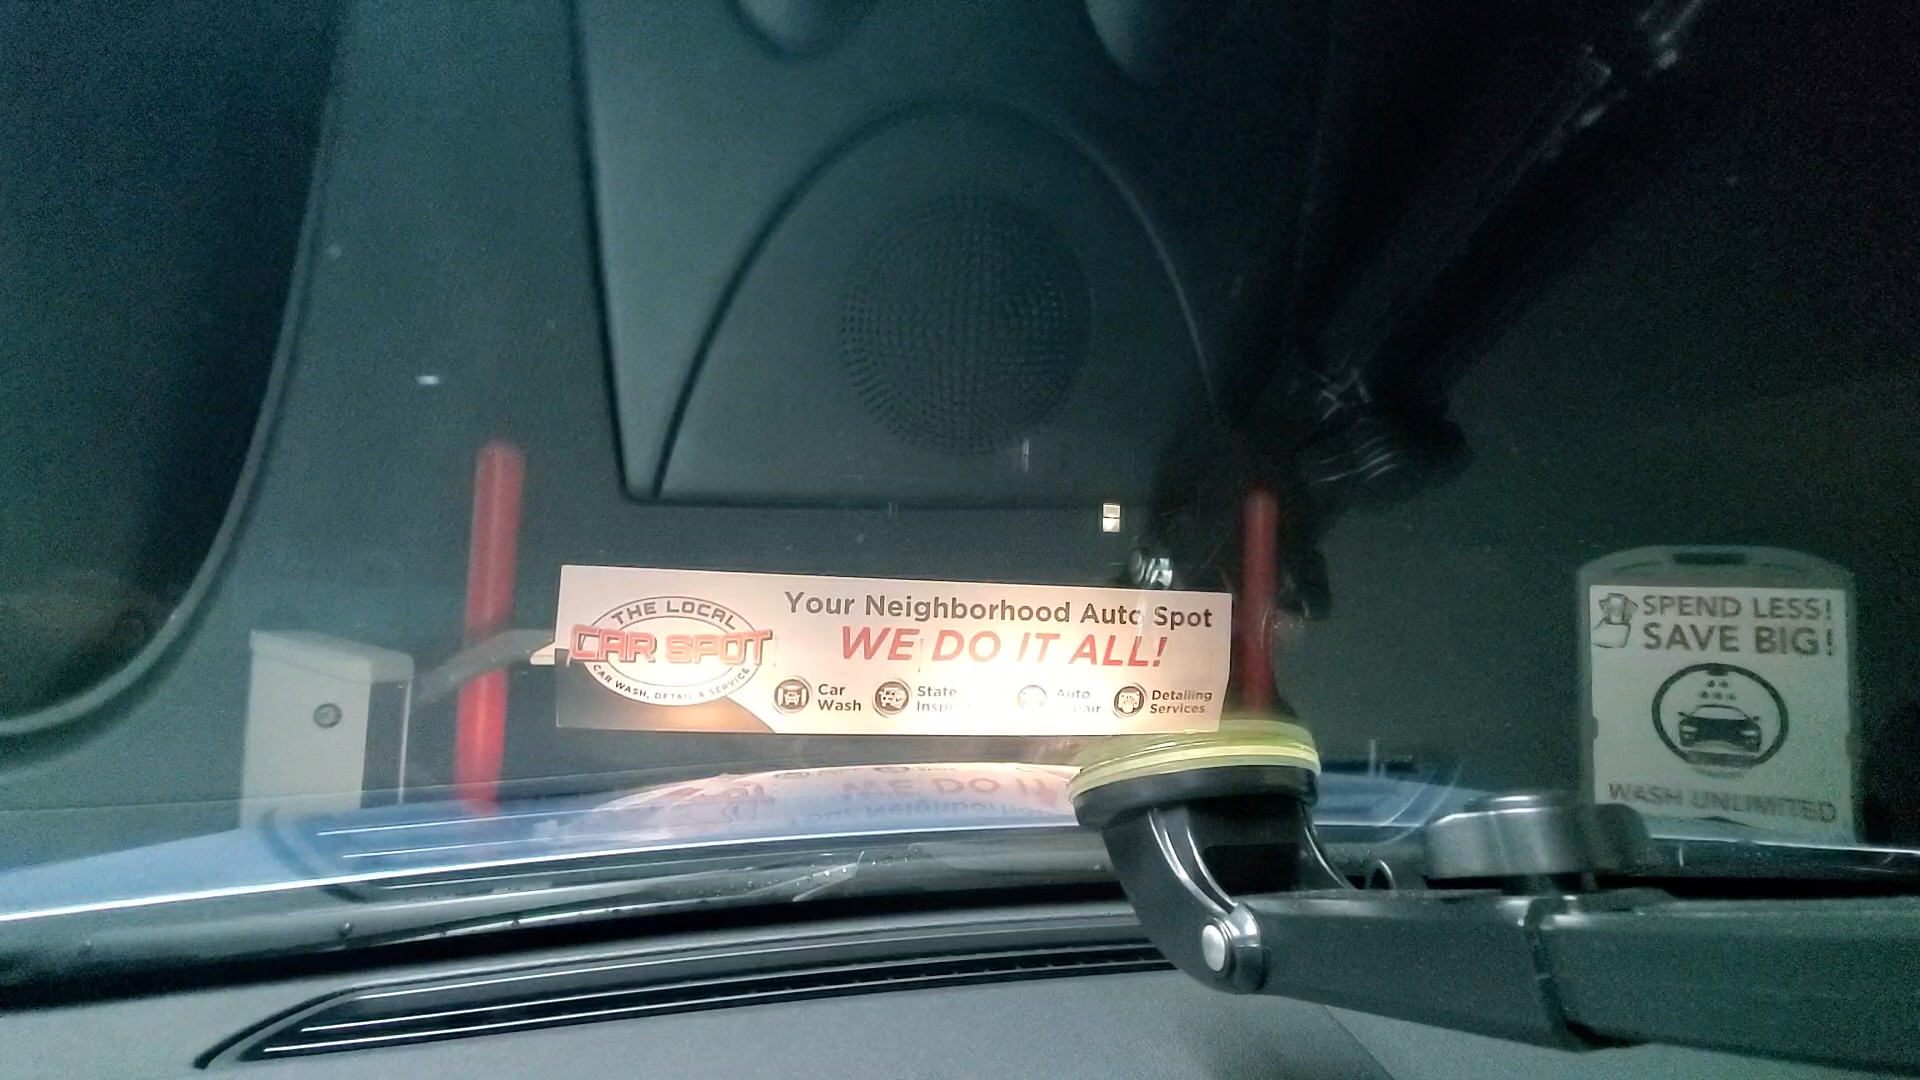 THE LOCAL
CAR SPOT
CAR WASH, DETAIL & SERVICE
Your Neighborhood Auto Spot
WE DO IT ALL!
Car
Wash
State
Auto
Detailing
Services
SPEND LESS!
SAVE BIG!
WASH UNLIMITED